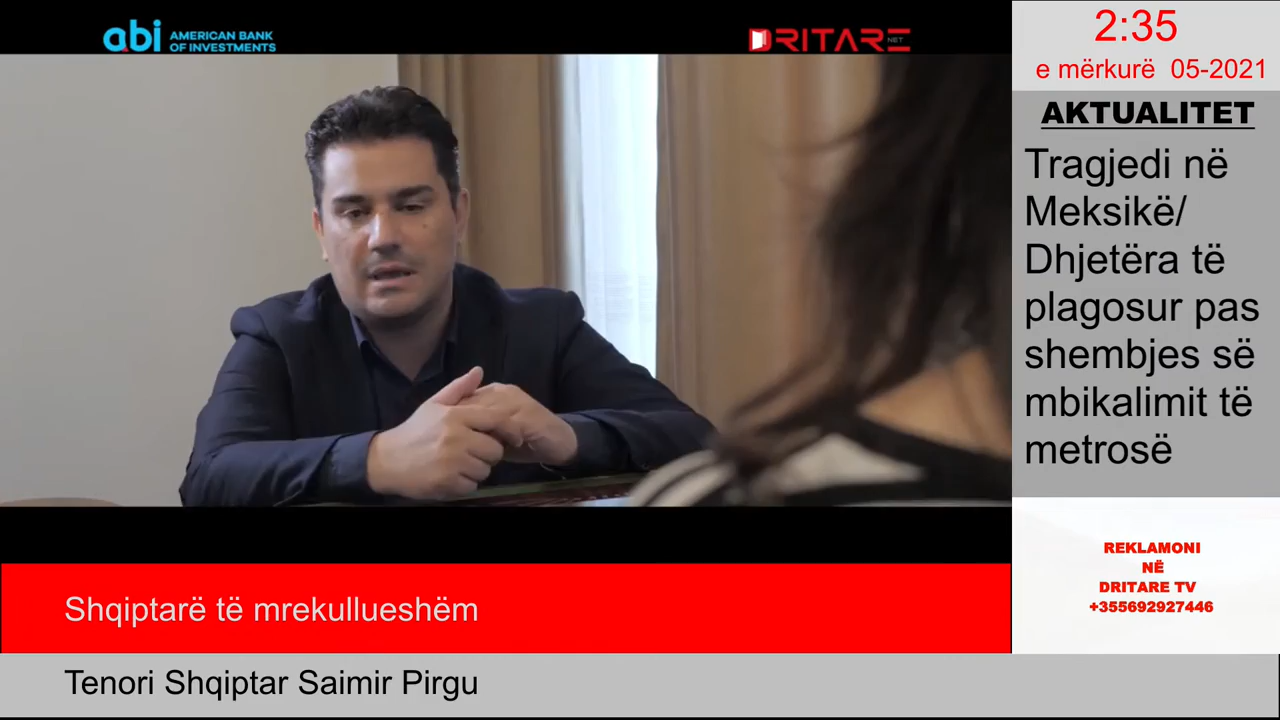 abi AMERICAN BANK
OF INVESTMENTS
DRITARE
NET
2:35
e mërkurë 05-2021
AKTUALITET
Tragjedi në
Meksikë/
Dhjetëra të
plagosur pas
shembjes së
mbikalimit të
metrosë
REKLAMONI
NË
DRITARE TV
+355692927446
Shqiptarë të mrekullueshëm
Tenori Shqiptar Saimir Pirgu